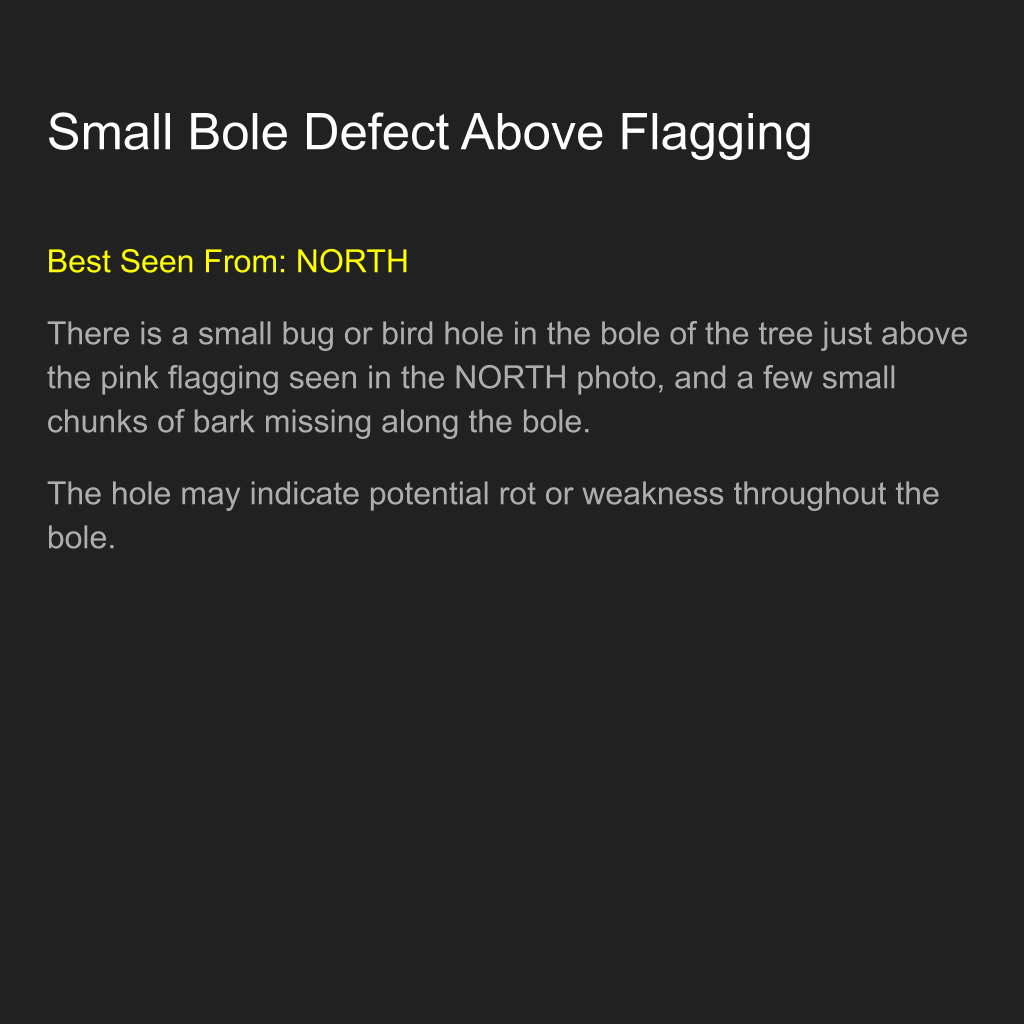 Small Bole Defect Above Flagging
Best Seen From: NORTH
There is a small bug or bird hole in the bole of the tree just above
the pink flagging seen in the NORTH photo, and a few small
chunks of bark missing along the bole.
The hole may indicate potential rot or weakness throughout the
bole.